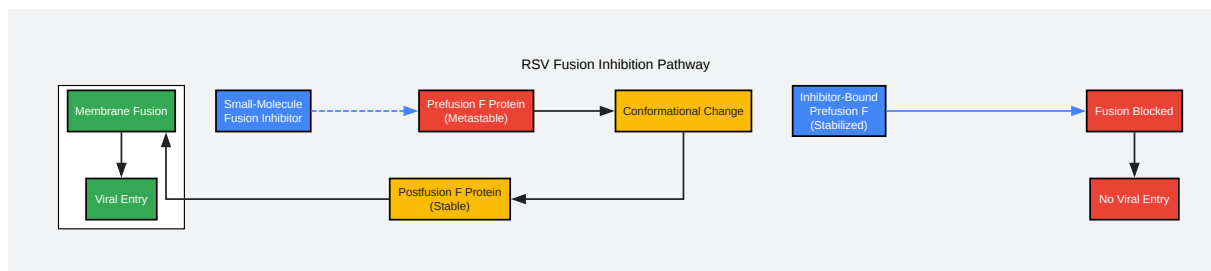 RSV Fusion Inhibition Pathway
Membrane Fusion
Small-Molecule
Fusion Inhibitor
Prefusion F Protein
(Metastable)
Conformational Change
Inhibitor-Bound
Prefusion F
(Stabilized)
Fusion Blocked
Viral Entry
Postfusion F Protein
(Stable)
No Viral Entry